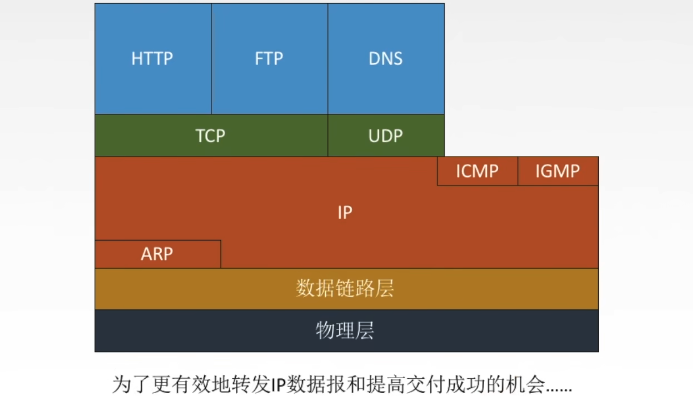 HTTP FTP DNS
TCP UDP
ICMP IGMP
IP
ARP
数据链路层
物理层
为了更有效地转发IP数据报和提高交付成功的机会……